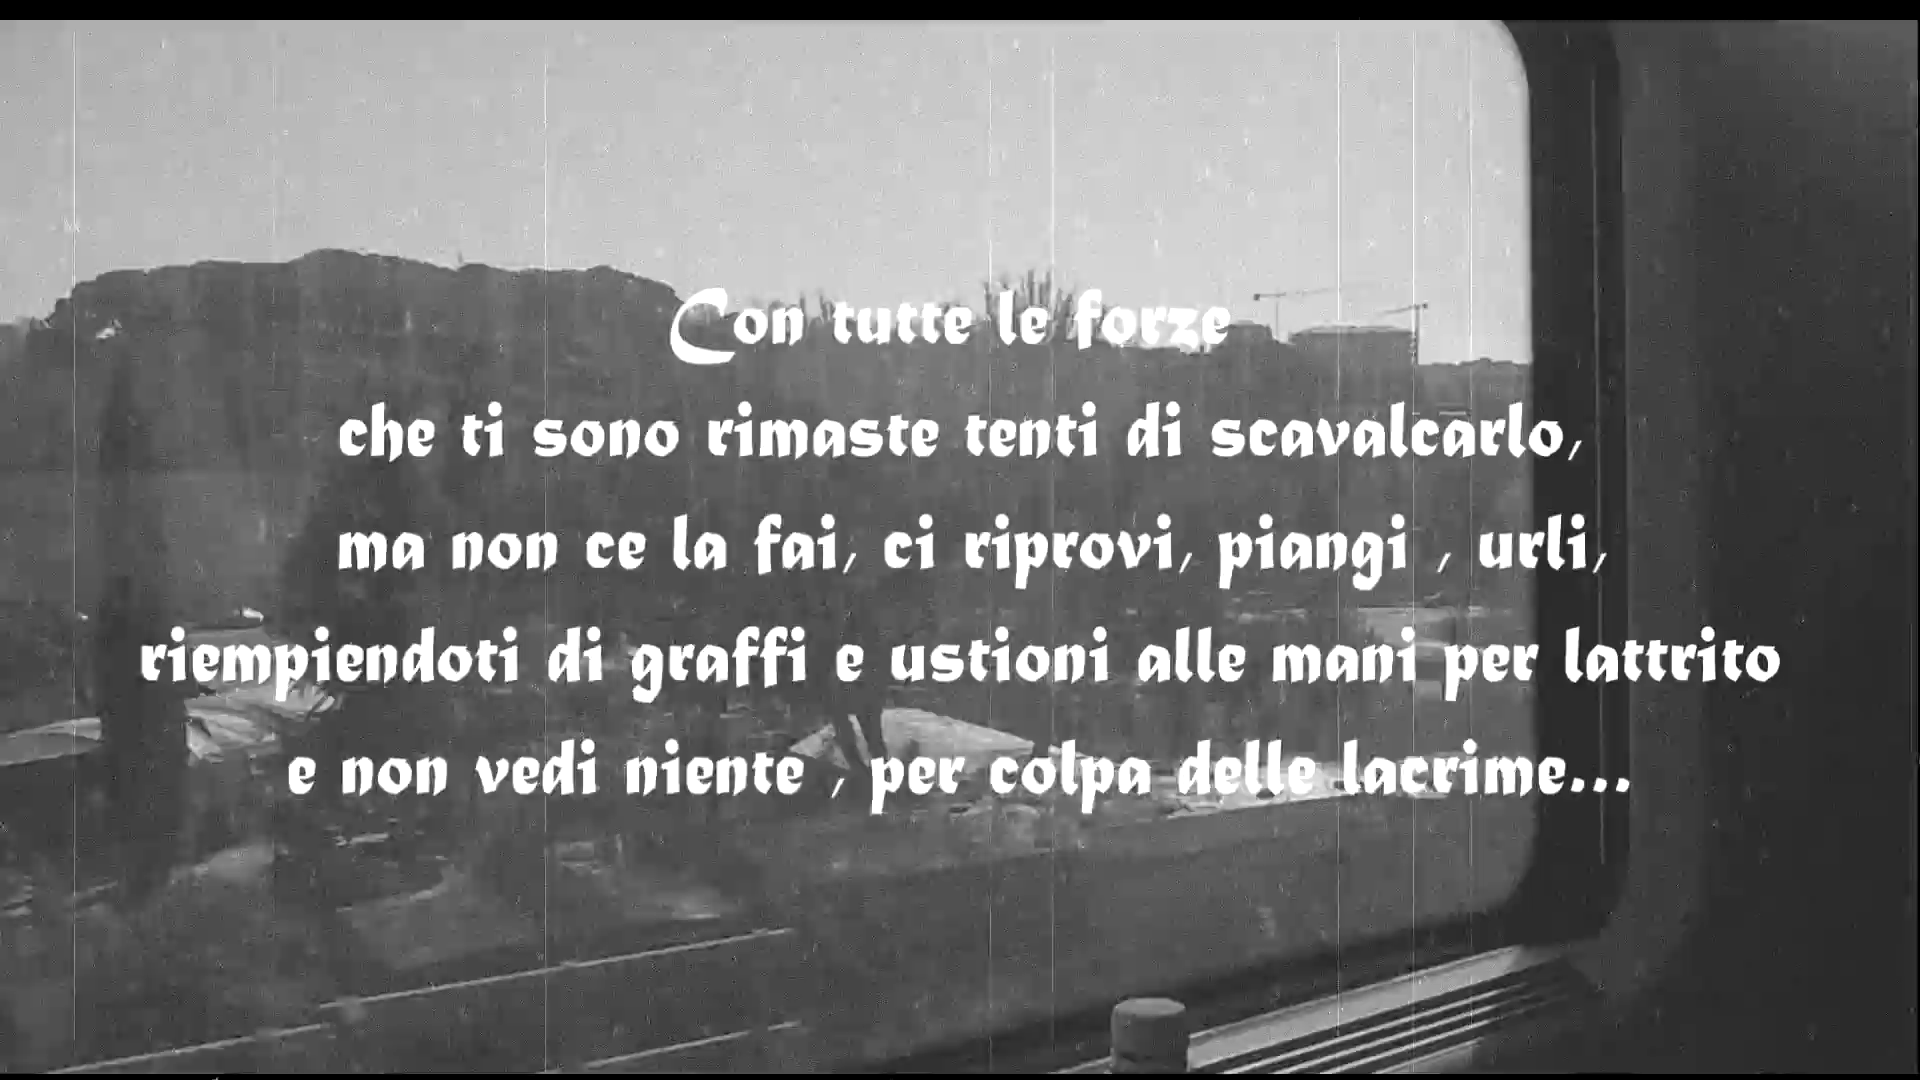 Con tutte le forze
che ti sono rimaste tenti di scavalcarlo,
ma non ce la fai, ci riprovi, piangi , urli,
riempiendoti di graffi e ustioni alle mani per lattrito
e non vedi niente , per colpa delle lacrime...